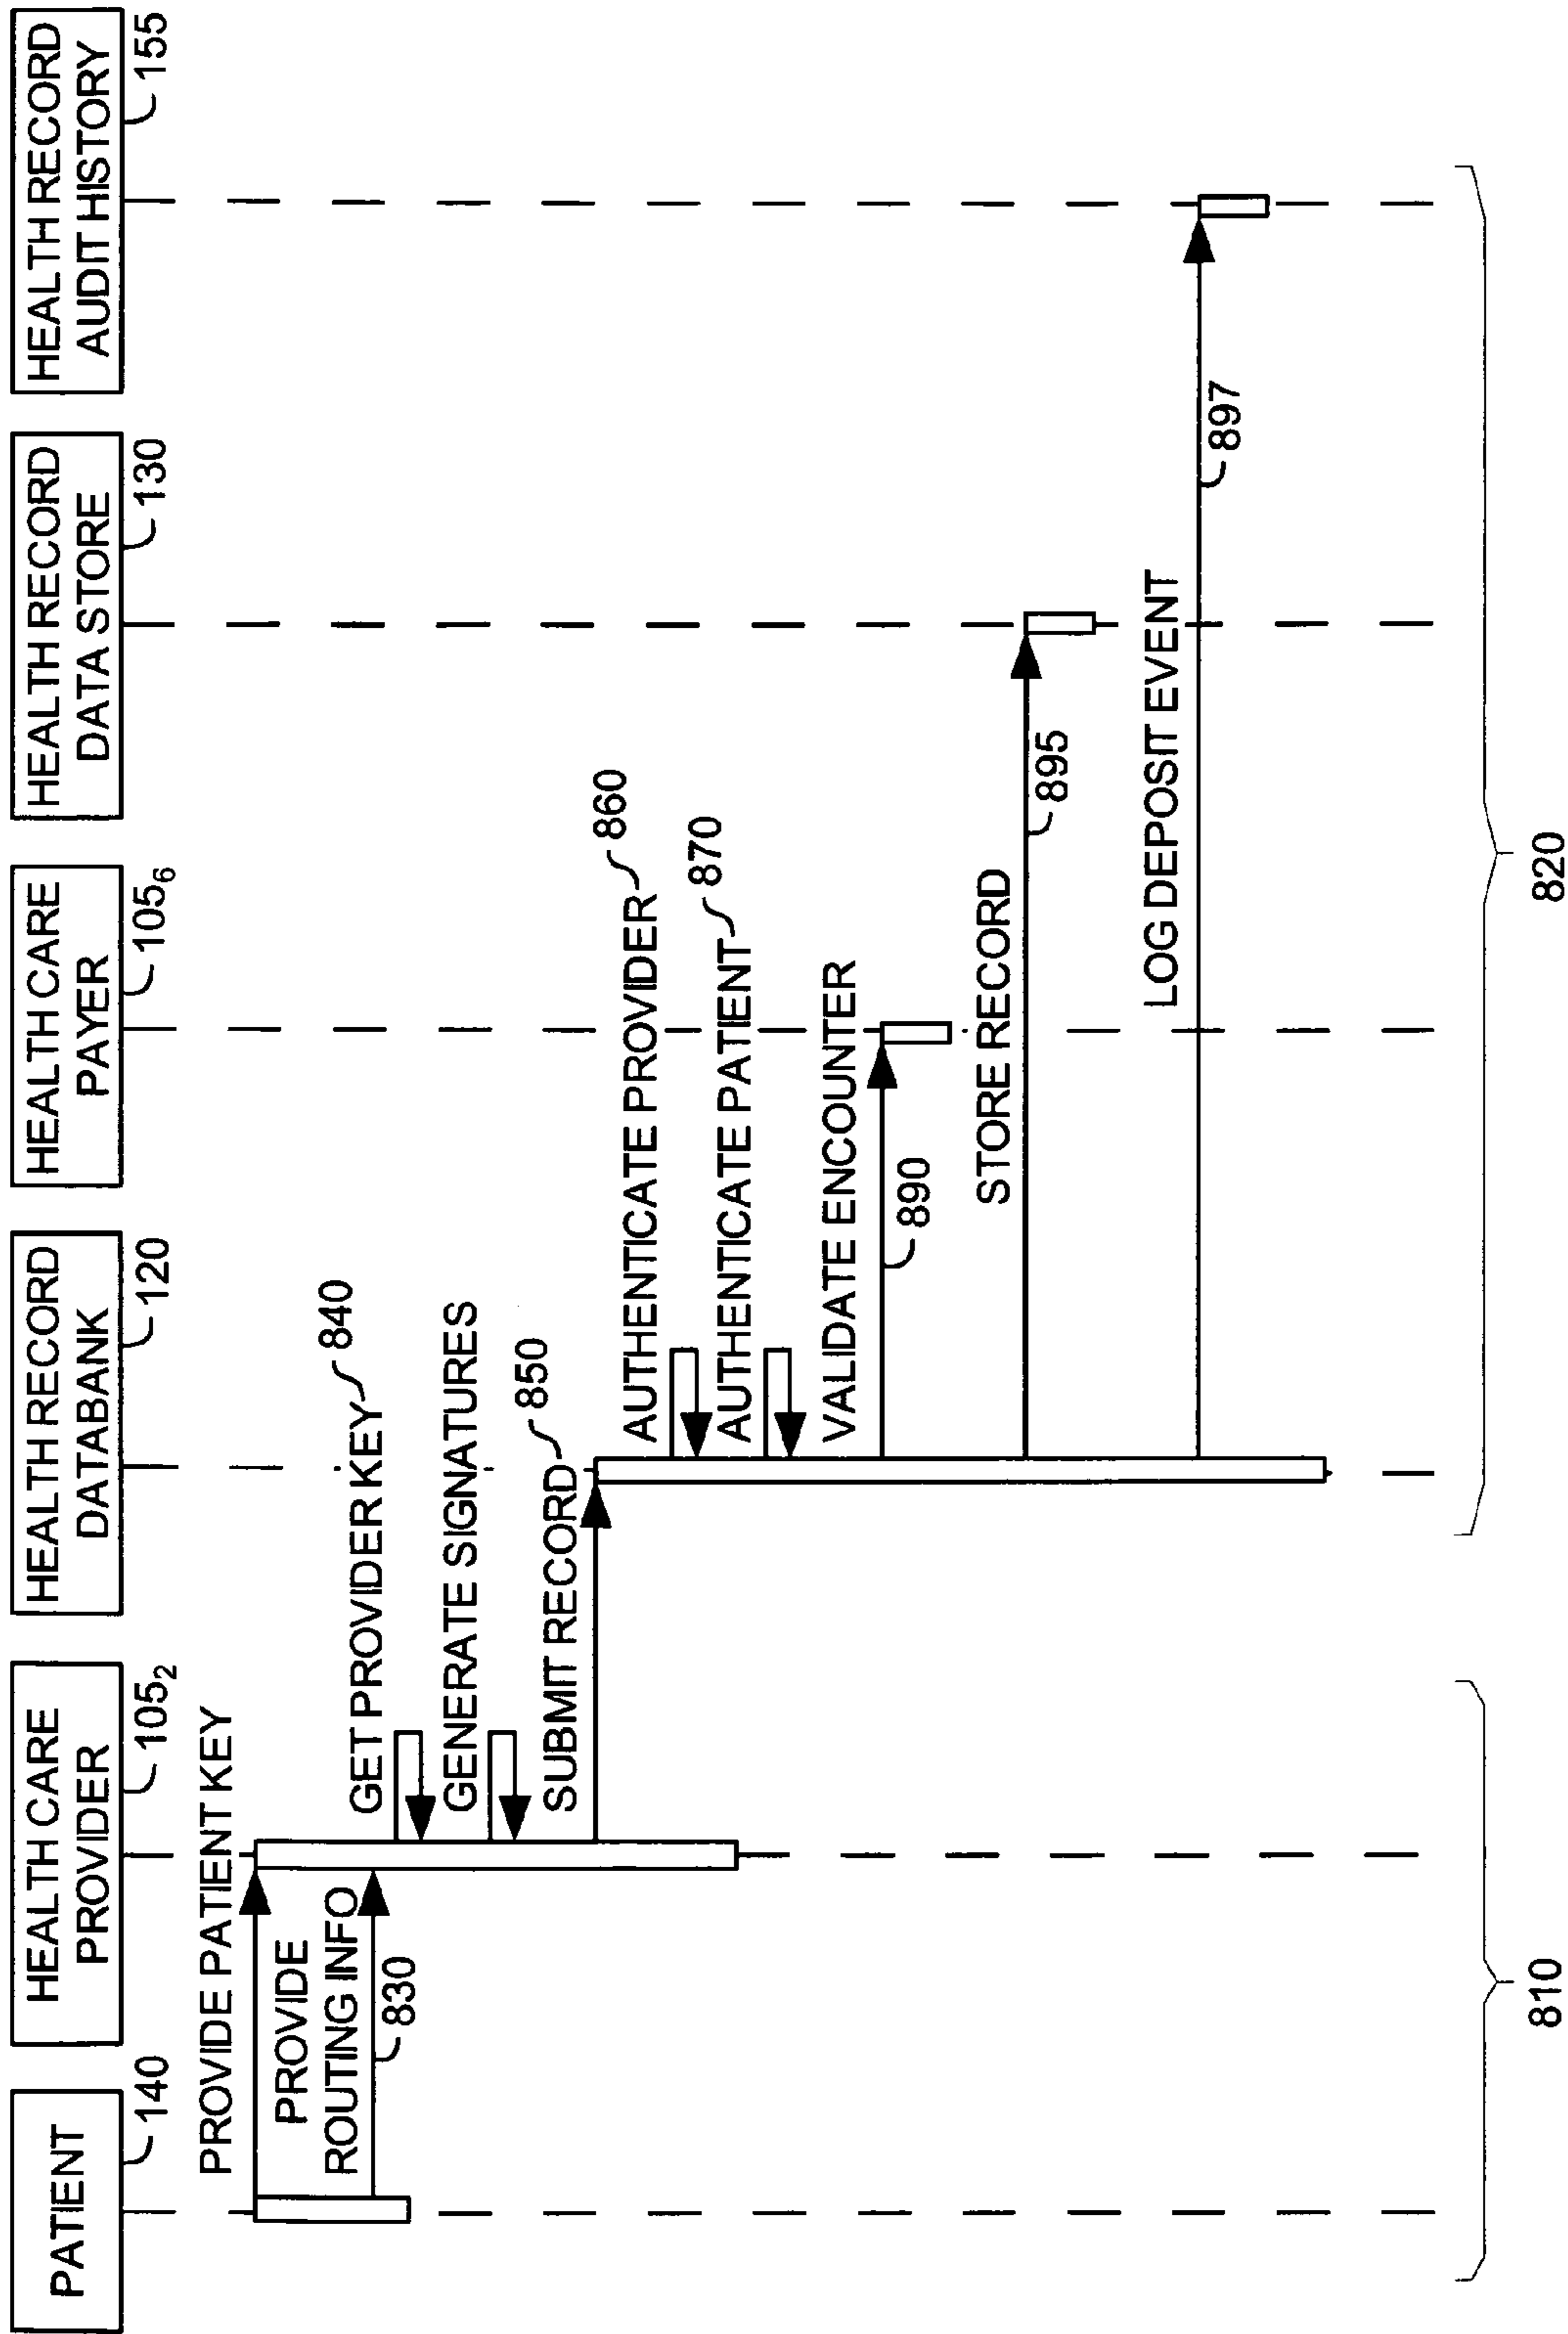 PATIENT
140
HEALTH CARE
PROVIDER
105₂
HEALTH RECORD
DATABANK
120
HEALTH CARE
PAYER
105₆
HEALTH RECORD
DATA STORE
130
HEALTH RECORD
AUDIT HISTORY
155
PROVIDE PATIENT KEY
PROVIDE
ROUTING INFO
830
GET PROVIDER KEY
840
GENERATE SIGNATURES
SUBMIT RECORD
850
AUTHENTICATE PROVIDER
860
AUTHENTICATE PATIENT
870
VALIDATE ENCOUNTER
890
STORE RECORD
895
LOG DEPOSIT EVENT
897
810
820